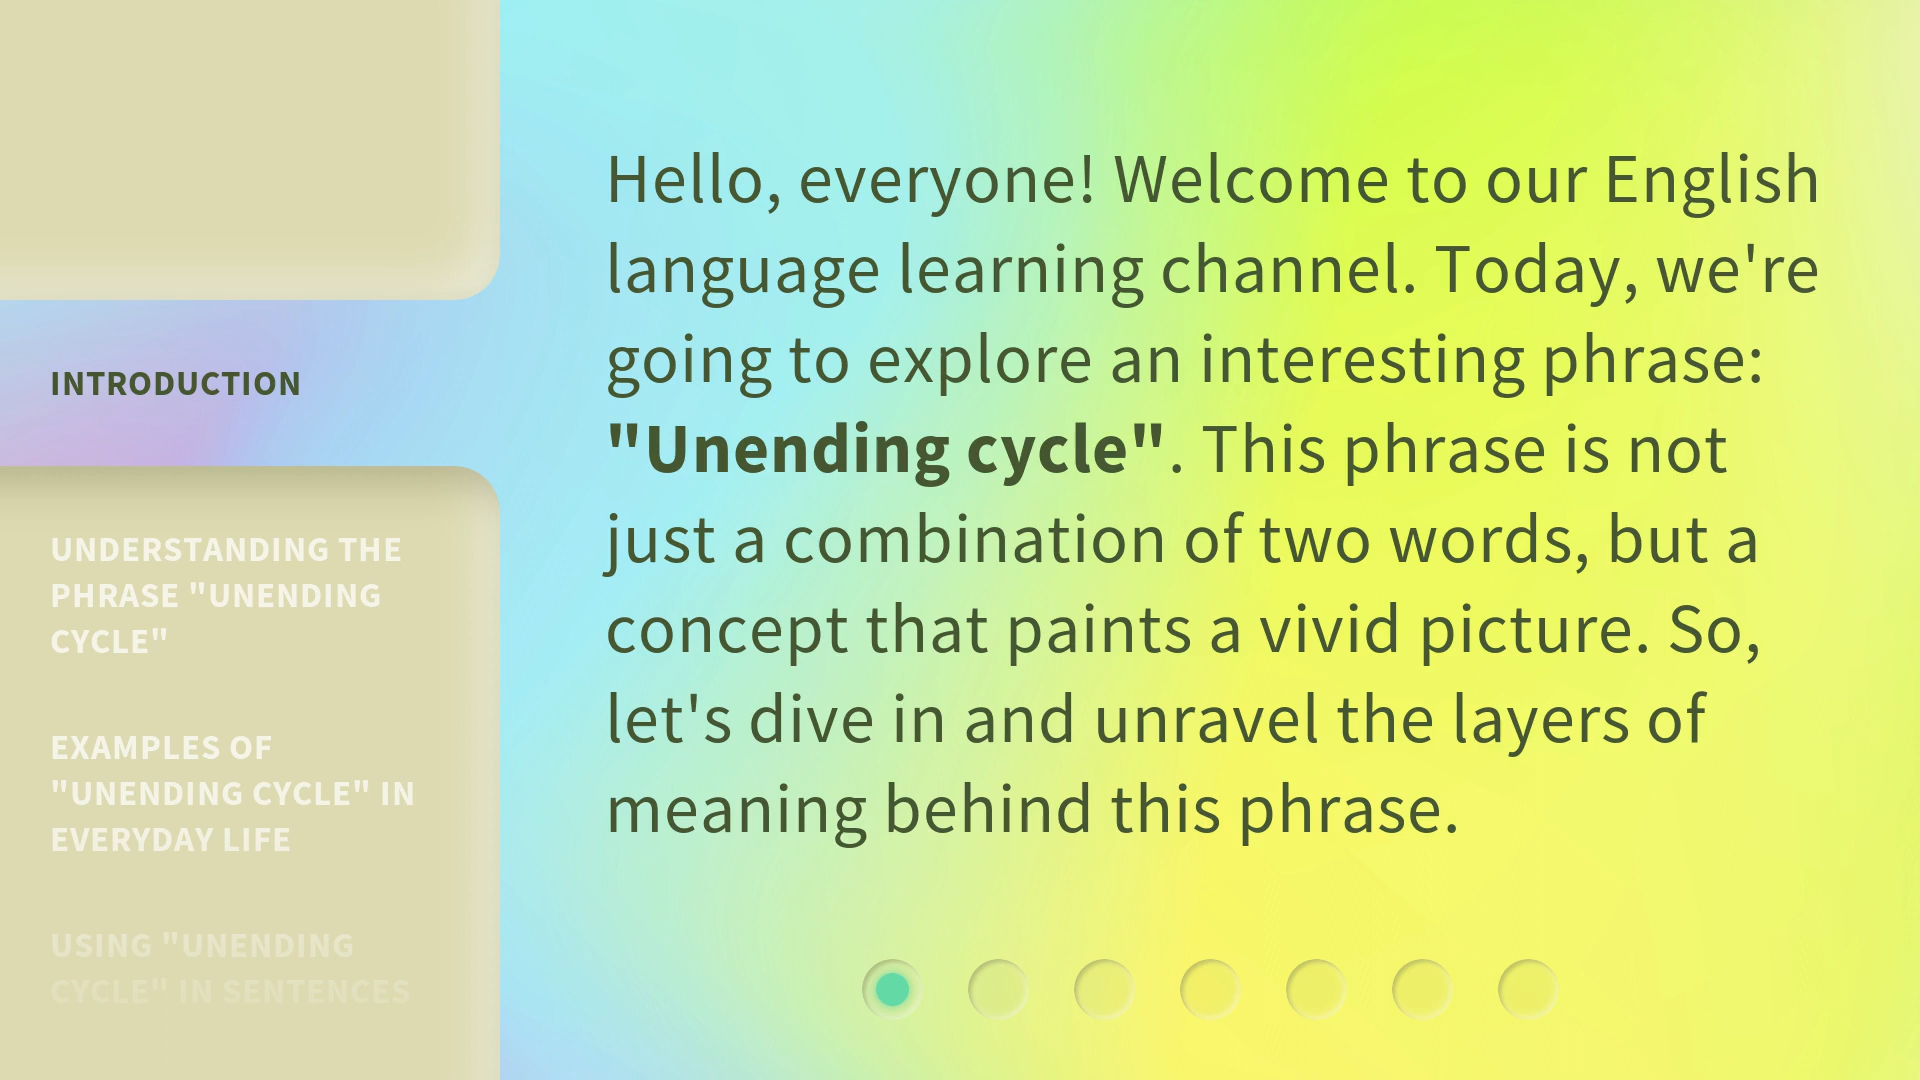 INTRODUCTION
UNDERSTANDING THE
PHRASE "UNENDING
CYCLE"
EXAMPLES OF
"UNENDING CYCLE" IN
EVERYDAY LIFE
USING "UNENDING
CYCLE" IN SENTENCES
Hello, everyone! Welcome to our English
language learning channel. Today, we're
going to explore an interesting phrase:
"Unending cycle". This phrase is not
just a combination of two words, but a
concept that paints a vivid picture. So,
let's dive in and unravel the layers of
meaning behind this phrase.